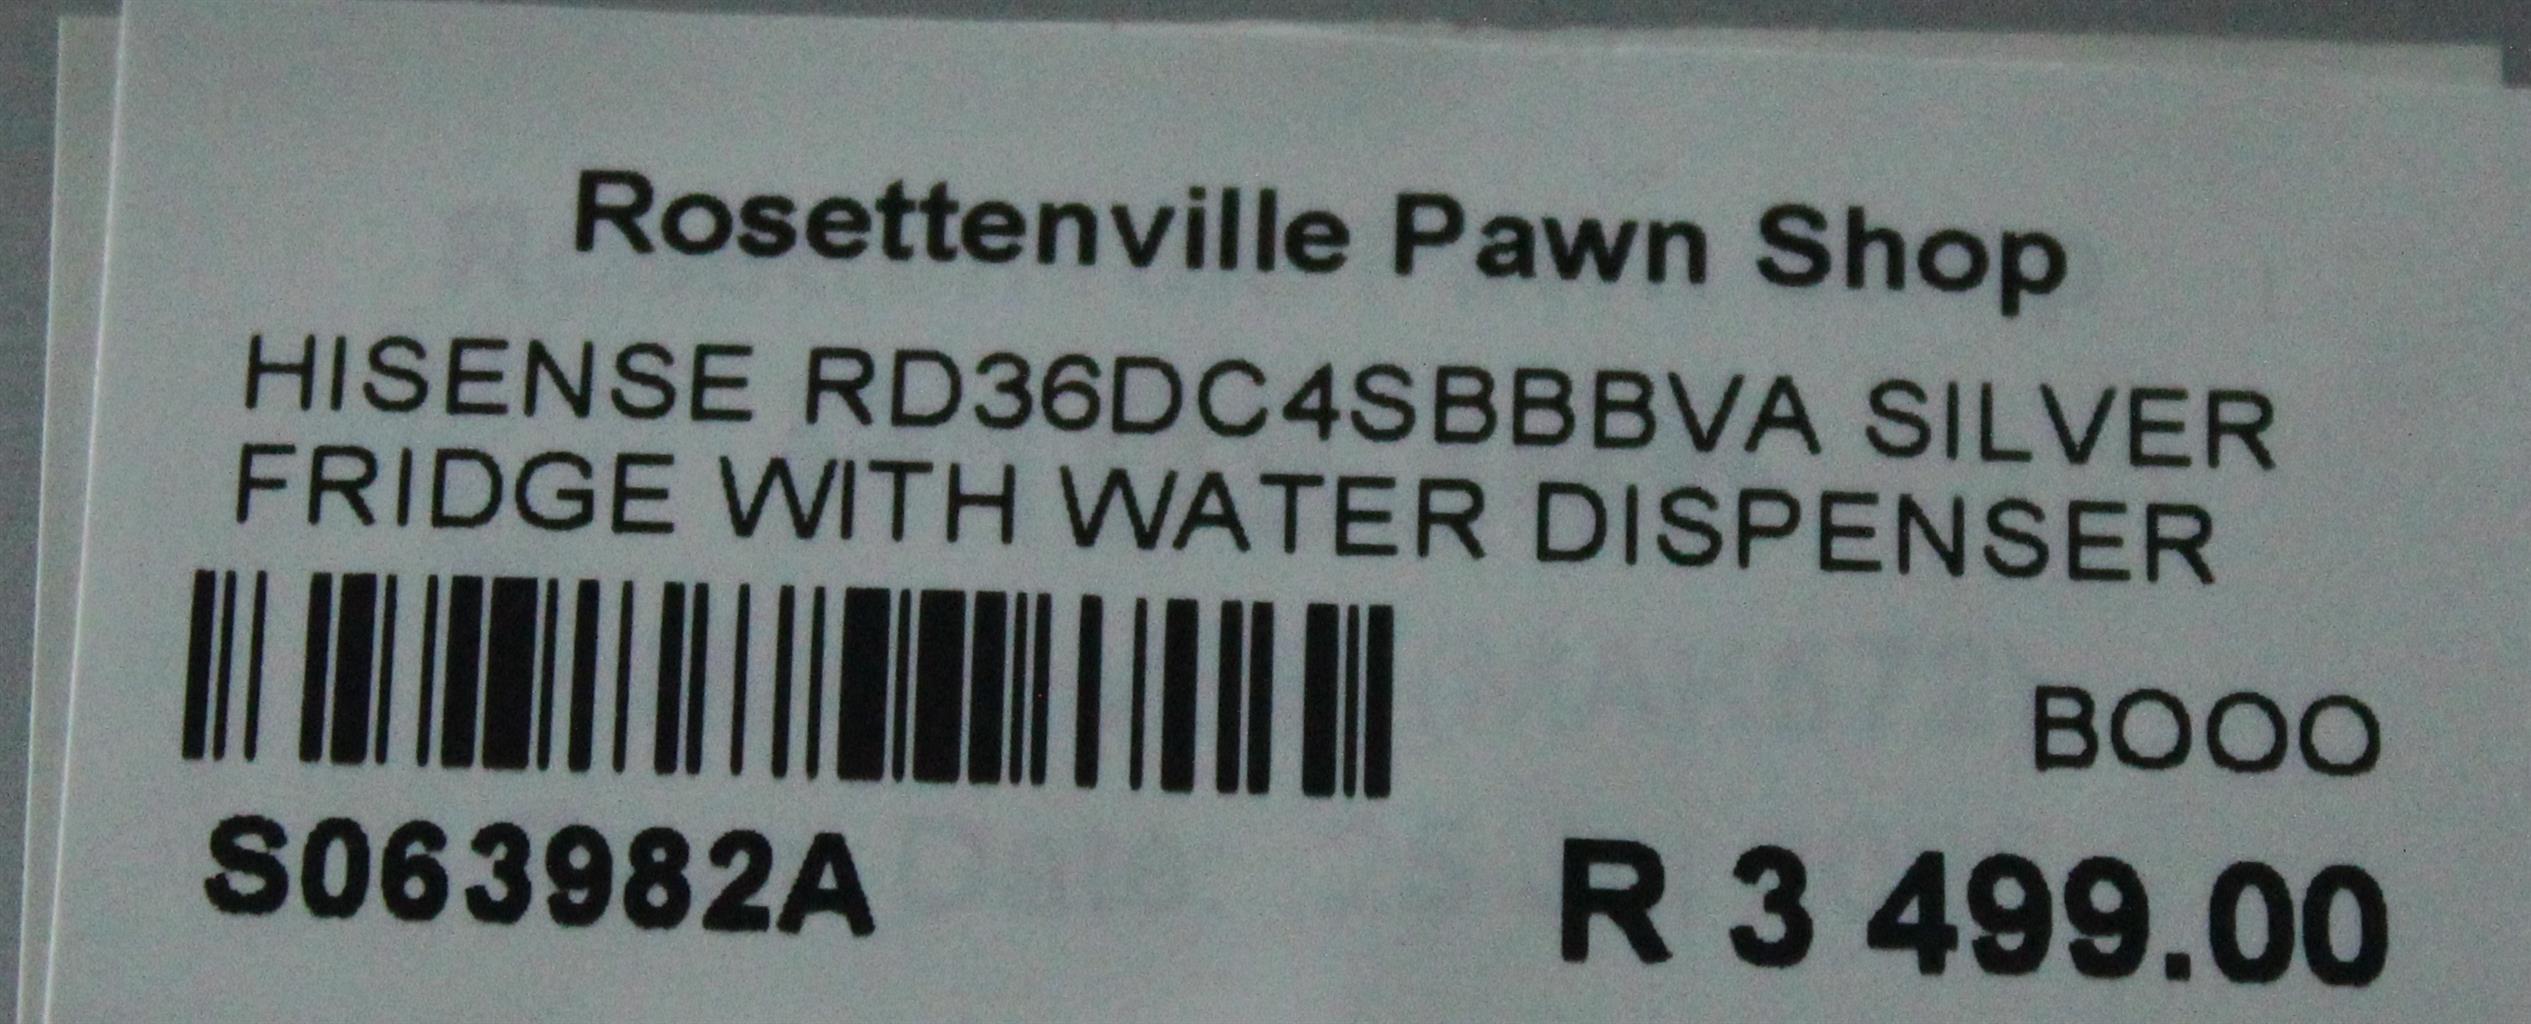 Rosettenville Pawn Shop
HISENSE RD36DC4SBBBVA SILVER
FRIDGE WITH WATER DISPENSER
BOOO
S063982A
R 3 499.00